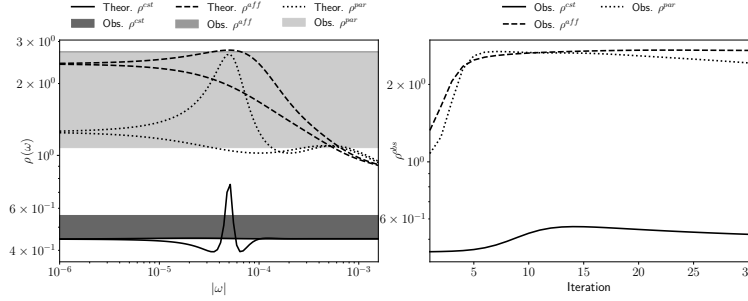 Theor. ρ^cst
Theor. ρ^aff
Theor. ρ^par
Obs. ρ^cst
Obs. ρ^aff
Obs. ρ^par
3 × 10^0
2 × 10^0
10^0
6 × 10^−1
4 × 10^−1
ρ(ω)
10^−6
10^−5
10^−4
10^−3
|ω|
Obs. ρ^cst
Obs. ρ^par
Obs. ρ^aff
2 × 10^0
10^0
6 × 10^−1
ρ^obs
5
10
15
20
25
30
Iteration